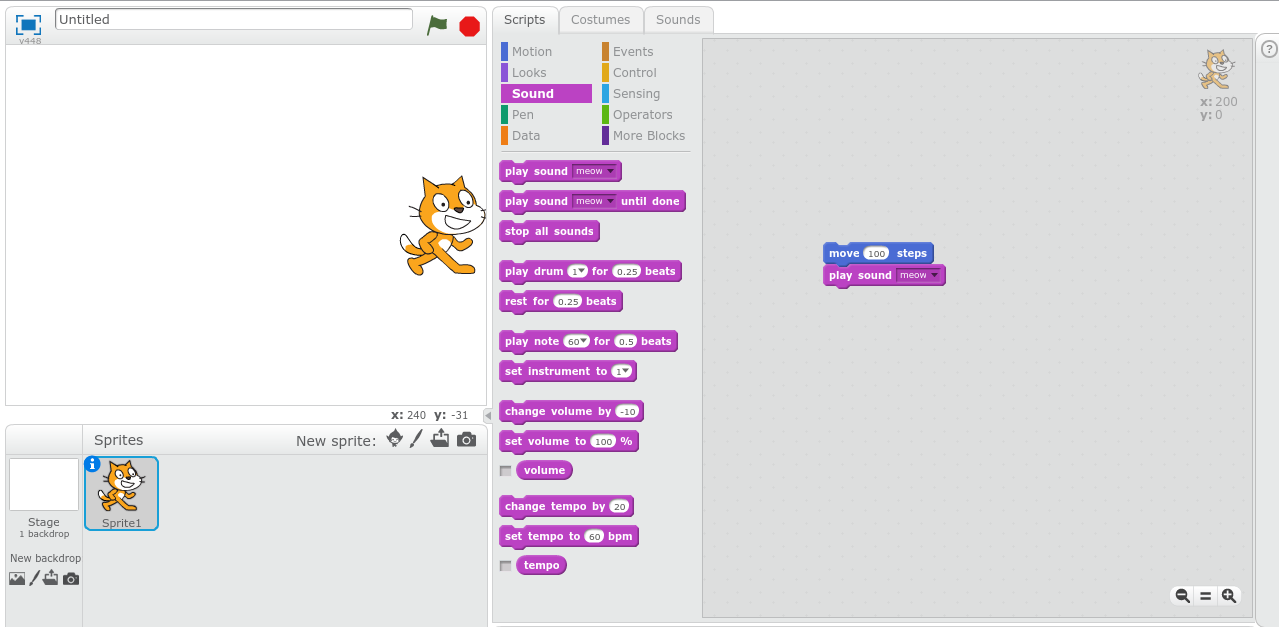 Untitled
v448
x: 240 y: -31
Sprites
New sprite:
Sprite1
Stage
1 backdrop
New backdrop
Scripts
Costumes
Sounds
Motion
Looks
Sound
Pen
Data
Events
Control
Sensing
Operators
More Blocks
play sound meow
play sound meow until done
stop all sounds
play drum 1 for 0.25 beats
rest for 0.25 beats
play note 60 for 0.5 beats
set instrument to 1
change volume by -10
set volume to 100 %
volume
change tempo by 20
set tempo to 60 bpm
tempo
move 100 steps
play sound meow
x: 200
y: 0
?